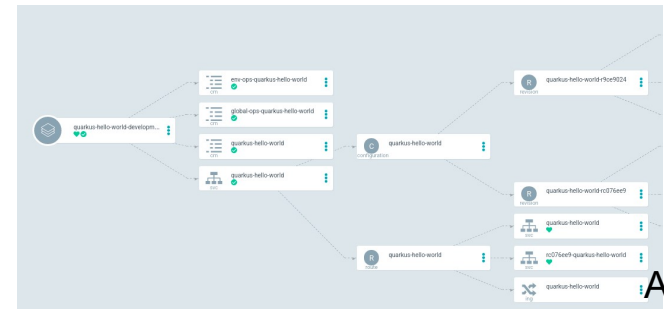 quarkus-hello-world-developm...
env-ops-quarkus-hello-world
cm
global-ops-quarkus-hello-world
cm
quarkus-hello-world
cm
quarkus-hello-world
svc
C
quarkus-hello-world
configuration
R
quarkus-hello-world
route
R
quarkus-hello-world-r9ce9024
revision
R
quarkus-hello-world-rc076ee9
revision
quarkus-hello-world
svc
rc076ee9-quarkus-hello-world
svc
quarkus-hello-world
ing
A